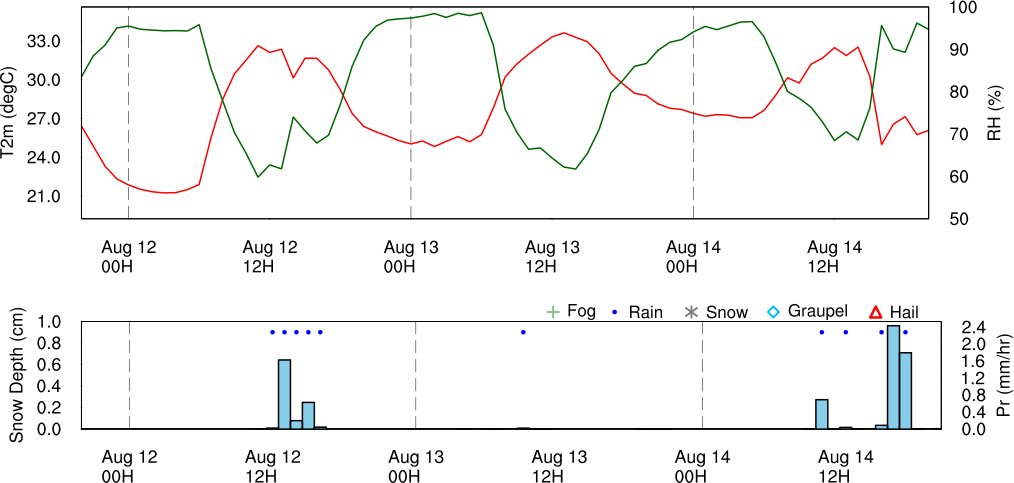 100
33.0
90
30.0
80
27.0
70
24.0
60
21.0
50
T2m (degC)
RH (%)
Aug 12
00H
Aug 12
12H
Aug 13
00H
Aug 13
12H
Aug 14
00H
Aug 14
12H
Fog Rain Snow Graupel Hail
1.0
0.8
0.6
0.4
0.2
0.0
Snow Depth (cm)
2.4
2.0
1.6
1.2
0.8
0.4
0.0
Pr (mm/hr)
Aug 12
00H
Aug 12
12H
Aug 13
00H
Aug 13
12H
Aug 14
00H
Aug 14
12H